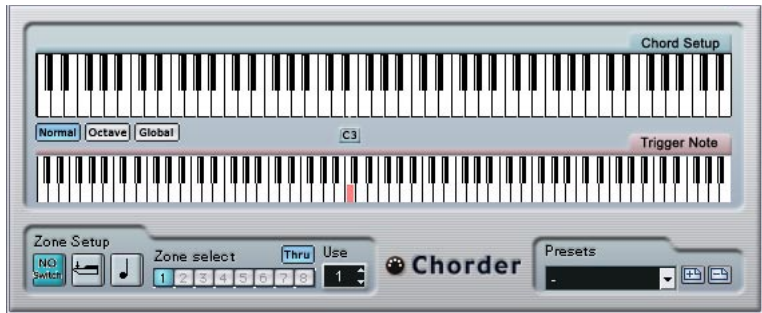 Chord Setup
Normal Octave Global
C3
Trigger Note
Zone Setup
NO Switch
Zone select
Thru
Use
1 2 3 4 5 6 7 8
1
Chorder
Presets
-